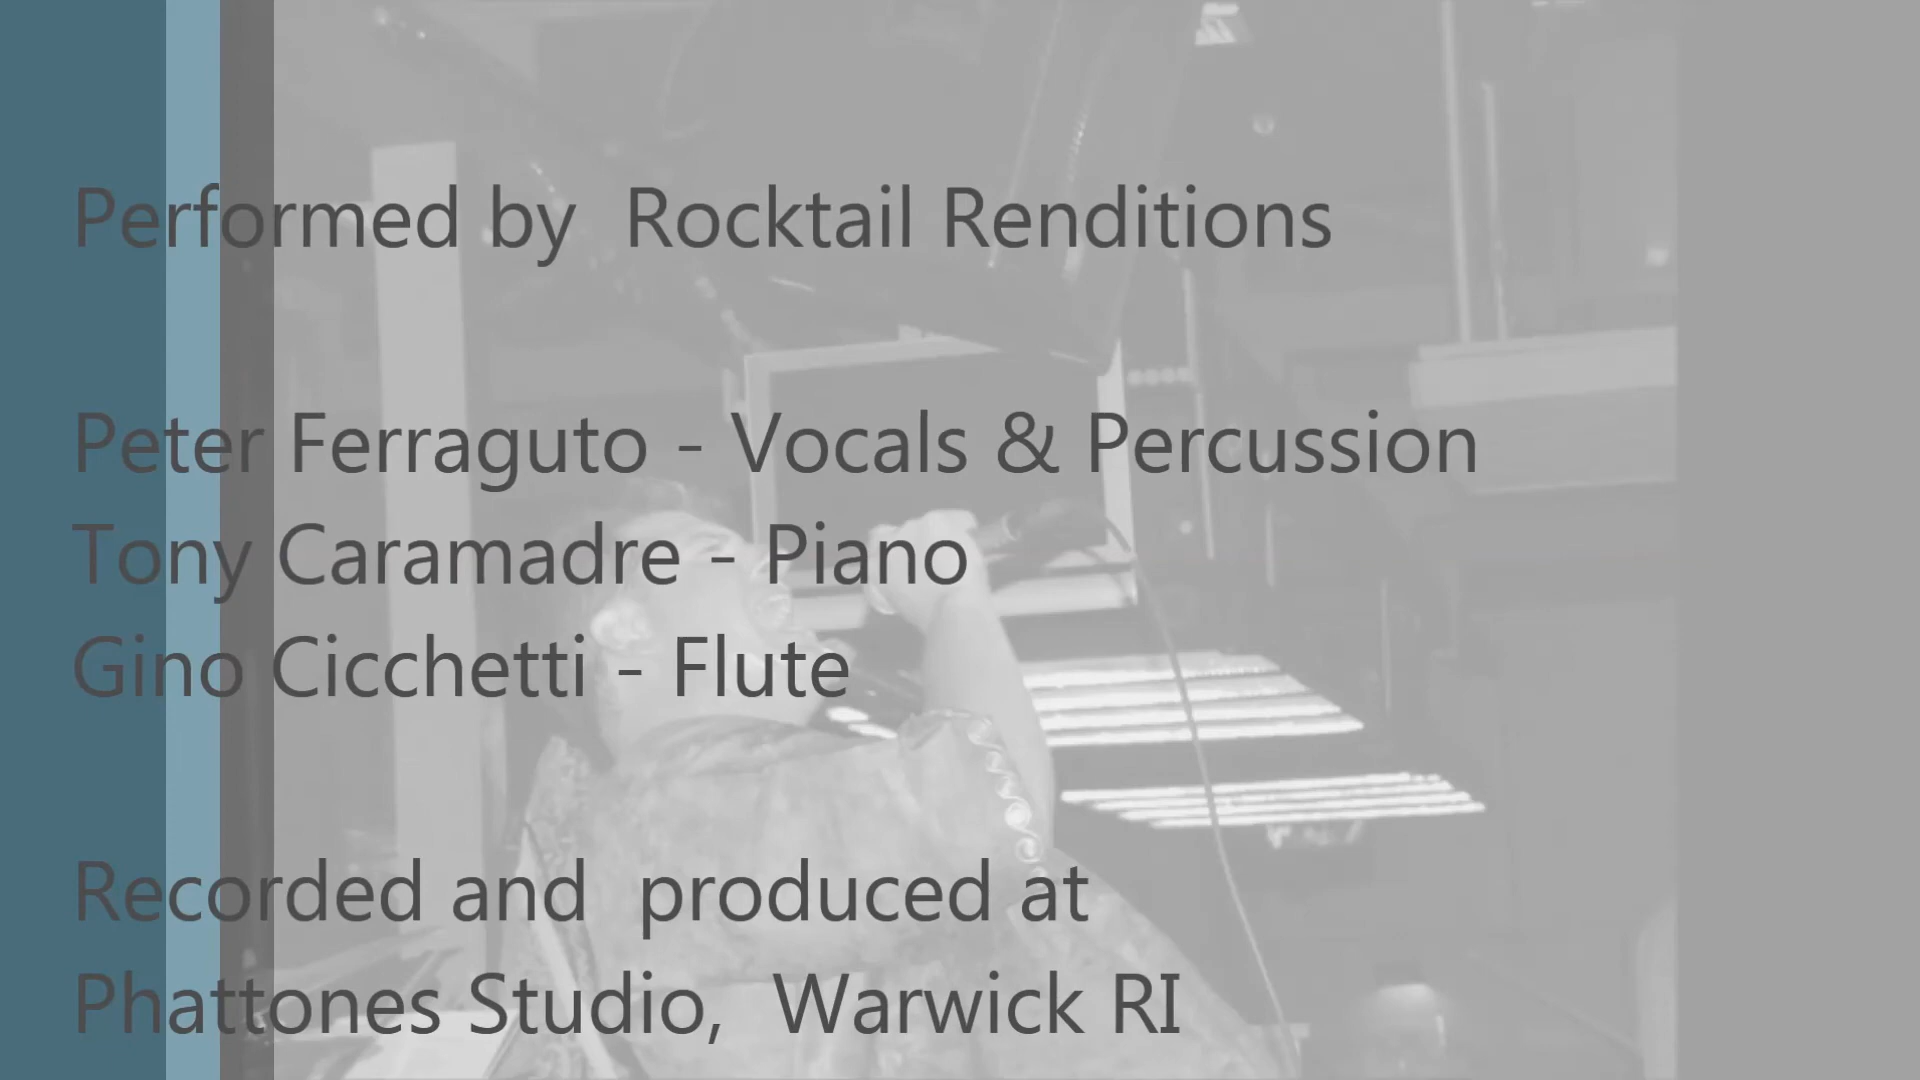 Performed by  Rocktail Renditions
Peter Ferraguto - Vocals & Percussion
Tony Caramadre - Piano
Gino Cicchetti - Flute
Recorded and  produced at
Phattones Studio,  Warwick RI